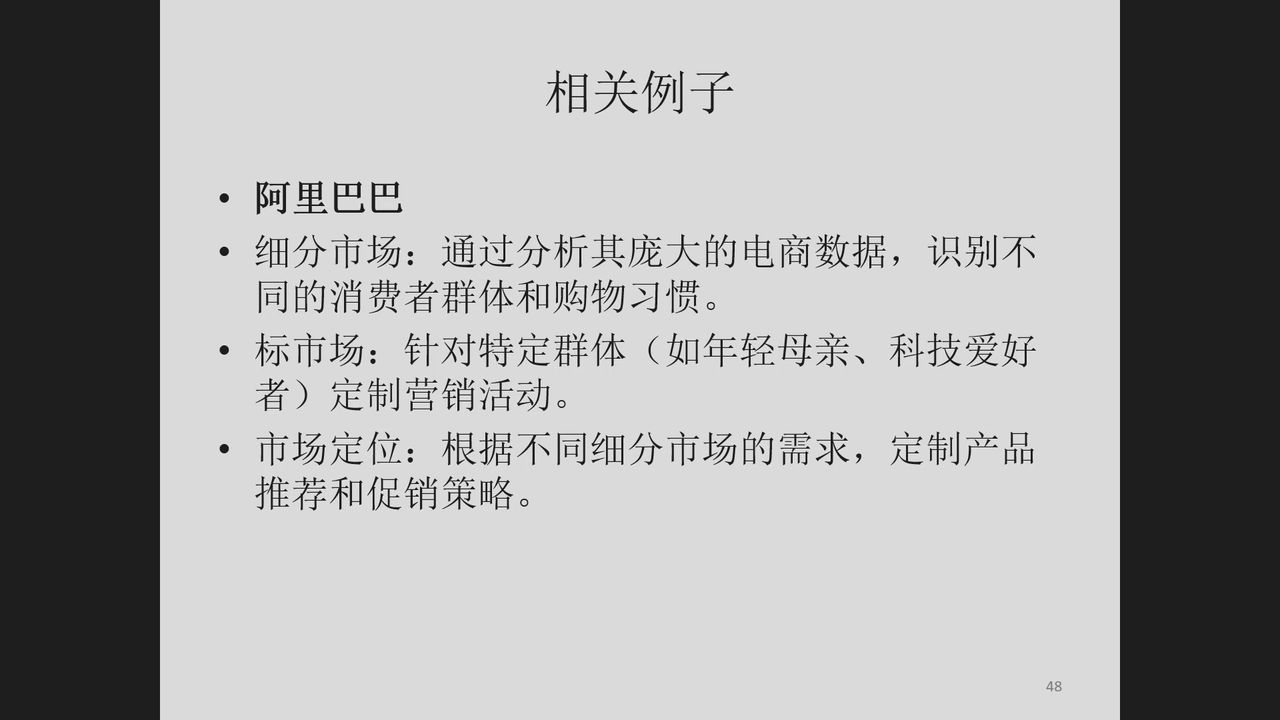 相关例子
• 阿里巴巴
• 细分市场：通过分析其庞大的电商数据，识别不
同的消费者群体和购物习惯。
• 标市场：针对特定群体（如年轻母亲、科技爱好
者）定制营销活动。
• 市场定位：根据不同细分市场的需求，定制产品
推荐和促销策略。
48